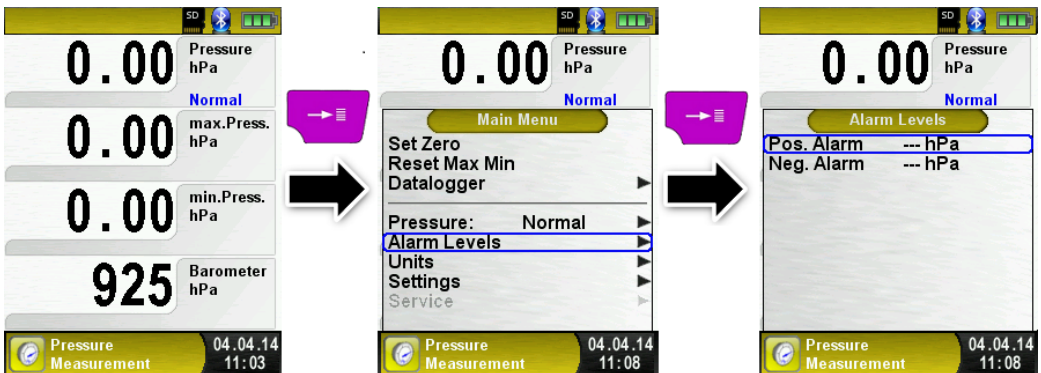 SD
0.00 Pressure
hPa
Normal
0.00 max.Press.
hPa
0.00 min.Press.
hPa
925 Barometer
hPa
Pressure
Measurement
04.04.14
11:03
SD
0.00 Pressure
hPa
Normal
Main Menu
Set Zero
Reset Max Min
Datalogger
Pressure: Normal
Alarm Levels
Units
Settings
Service
Pressure
Measurement
04.04.14
11:08
SD
0.00 Pressure
hPa
Normal
Alarm Levels
Pos. Alarm --- hPa
Neg. Alarm --- hPa
Pressure
Measurement
04.04.14
11:08